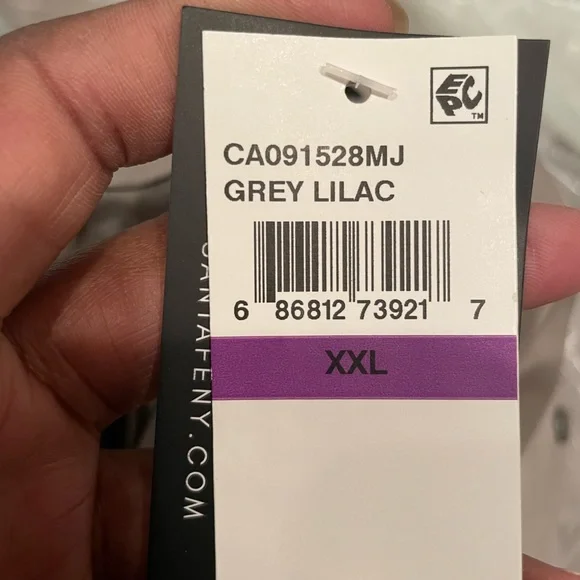 EPC
TM
CA091528MJ
GREY LILAC
6 86812 73921 7
XXL
SANTAFENY.COM